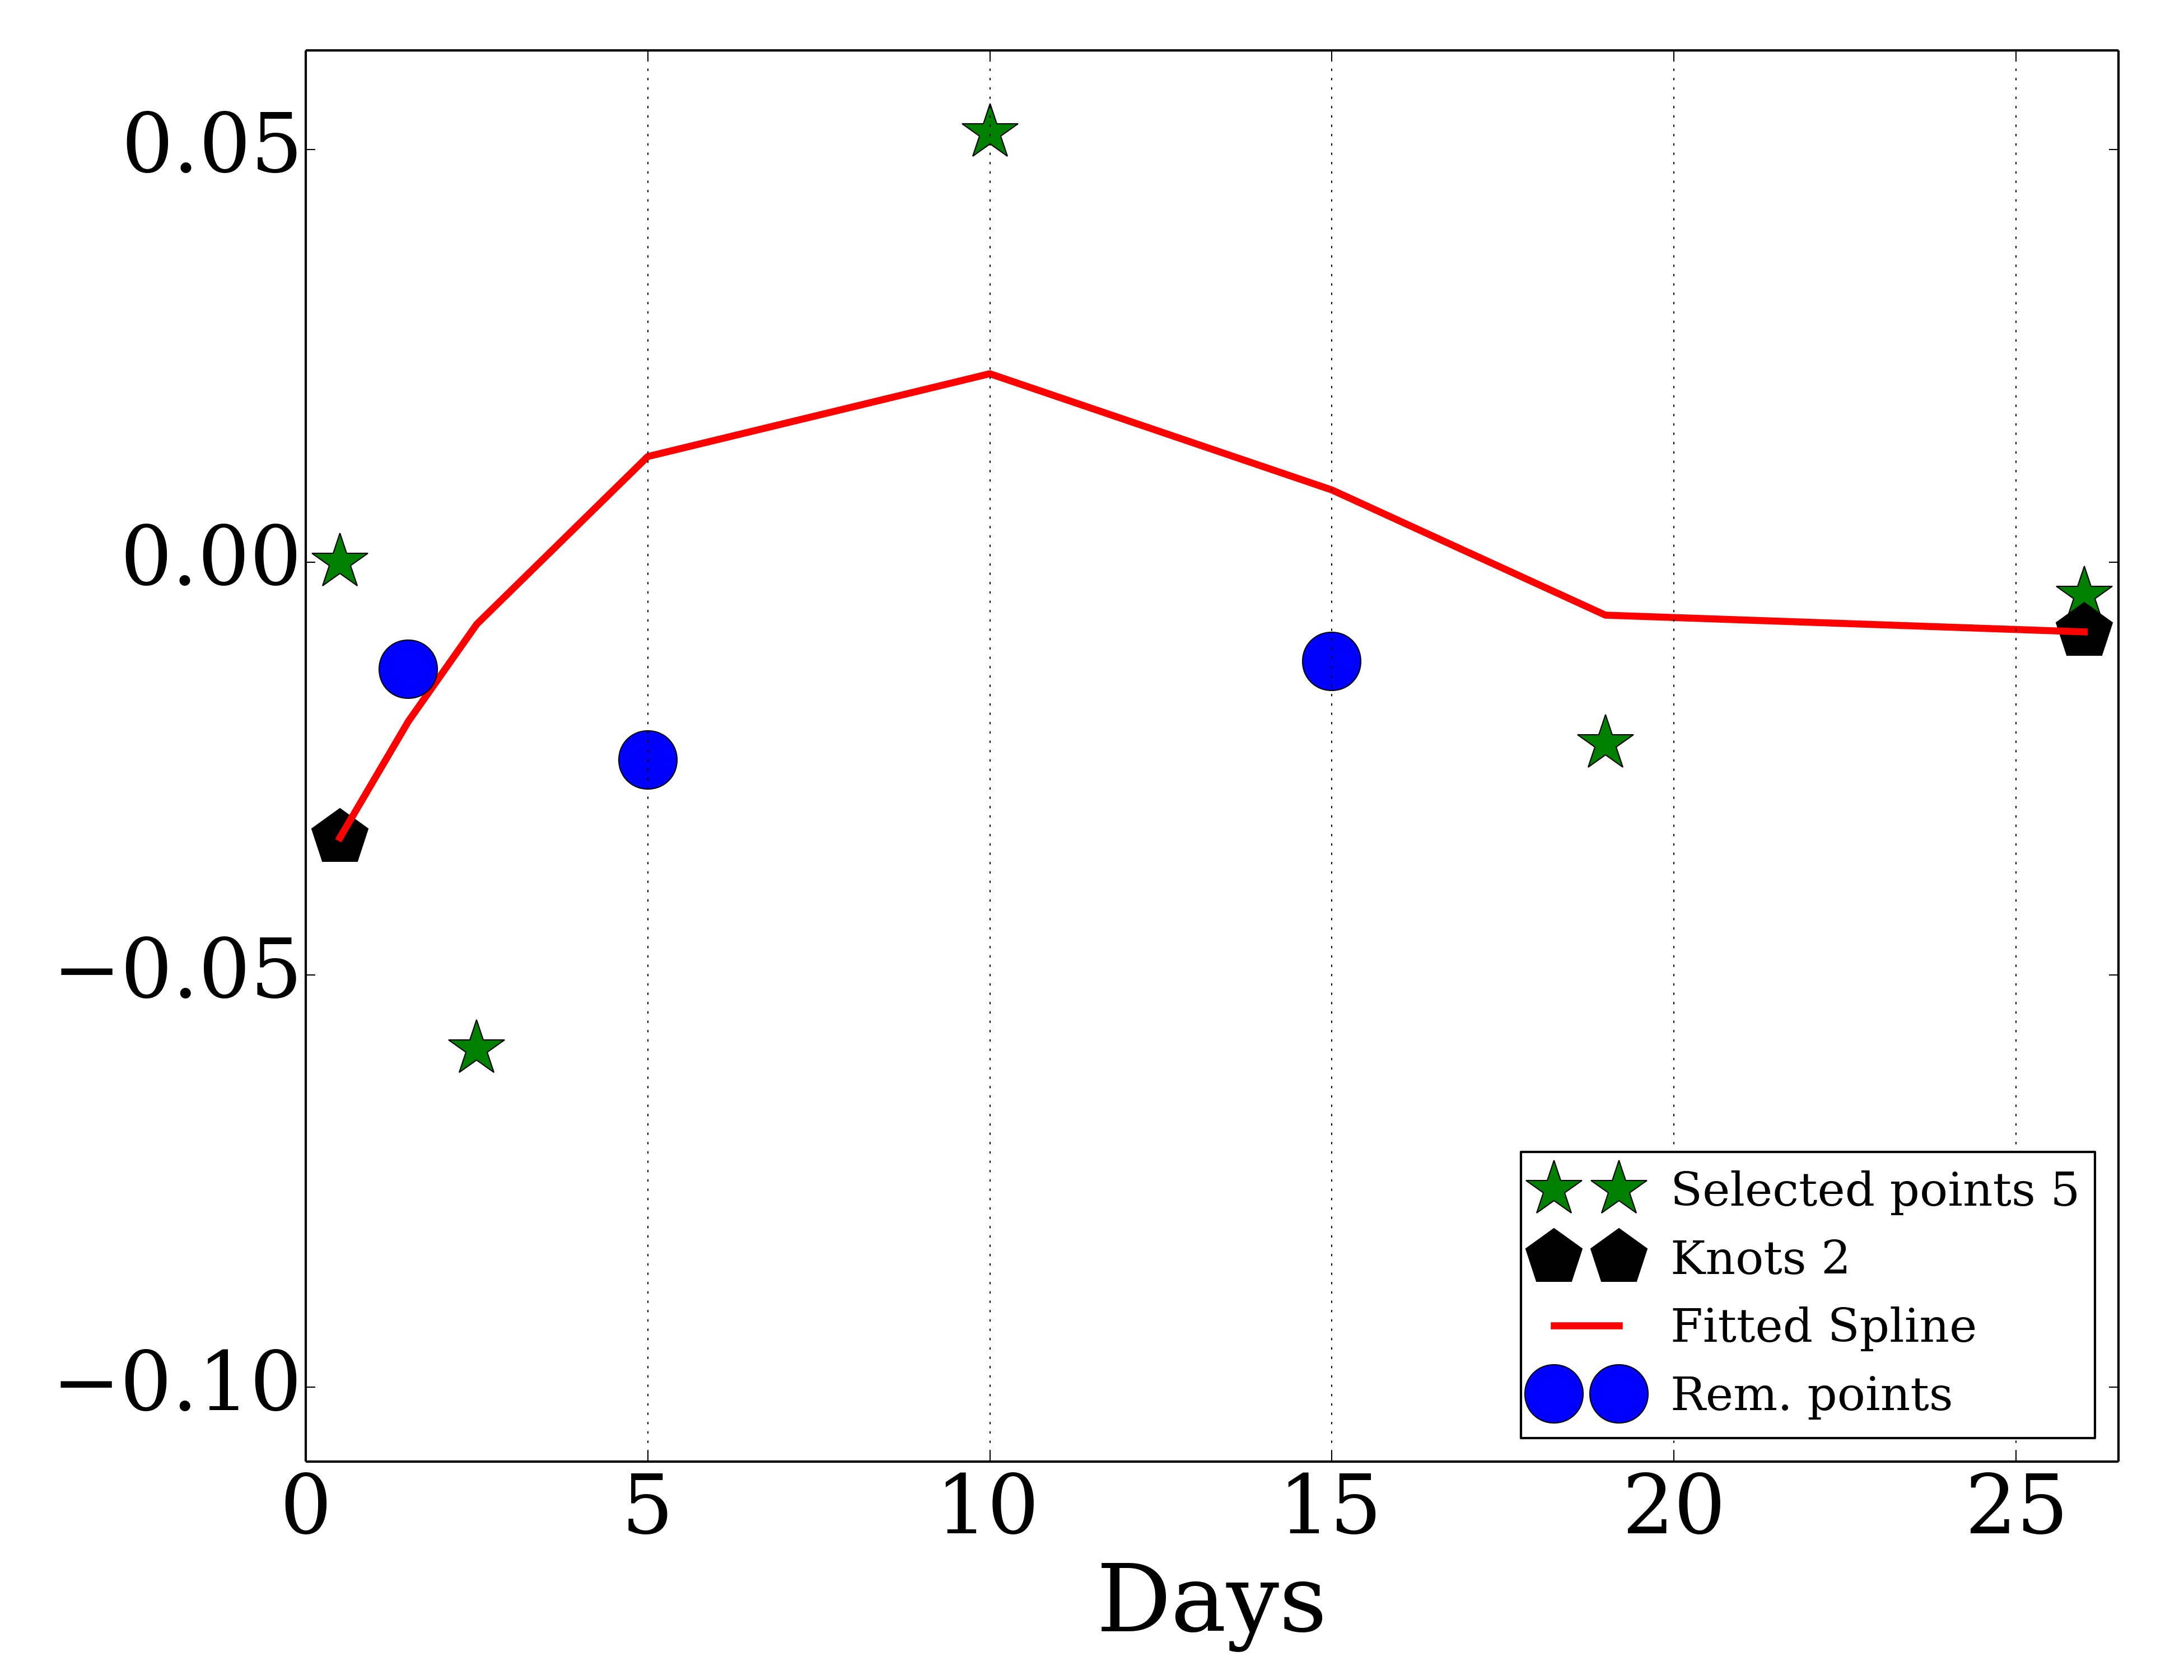 0.05
0.00
−0.05
−0.10
Selected points 5
Knots 2
Fitted Spline
Rem. points
0 5 10 15 20 25
Days